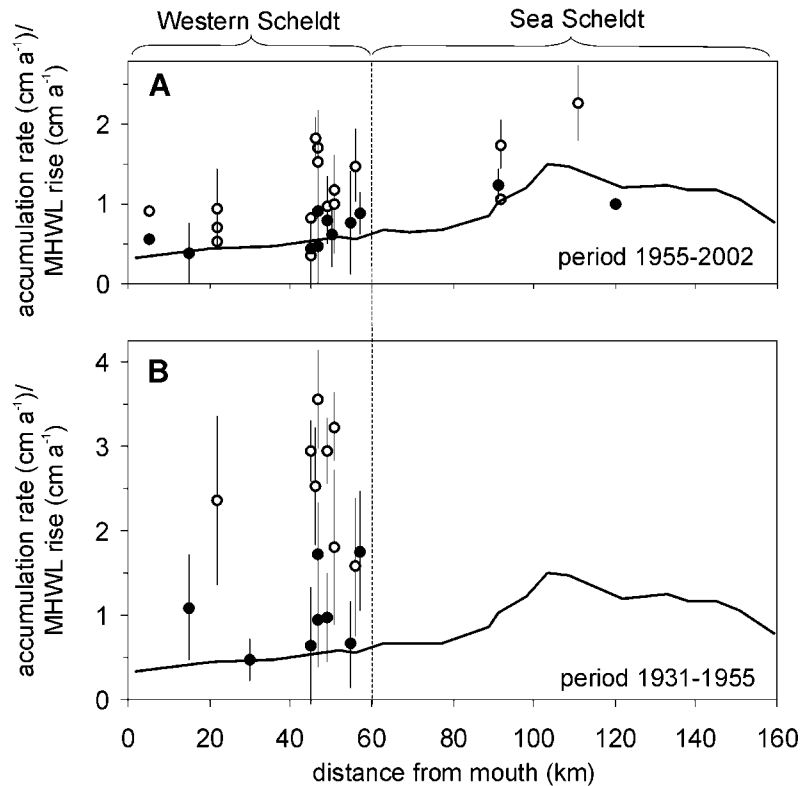 Western Scheldt
Sea Scheldt
accumulation rate (cm a⁻¹)/
MHWL rise (cm a⁻¹)
A
2
1
0
period 1955-2002
accumulation rate (cm a⁻¹)/
MHWL rise (cm a⁻¹)
B
4
3
2
1
0
period 1931-1955
0 20 40 60 80 100 120 140 160
distance from mouth (km)